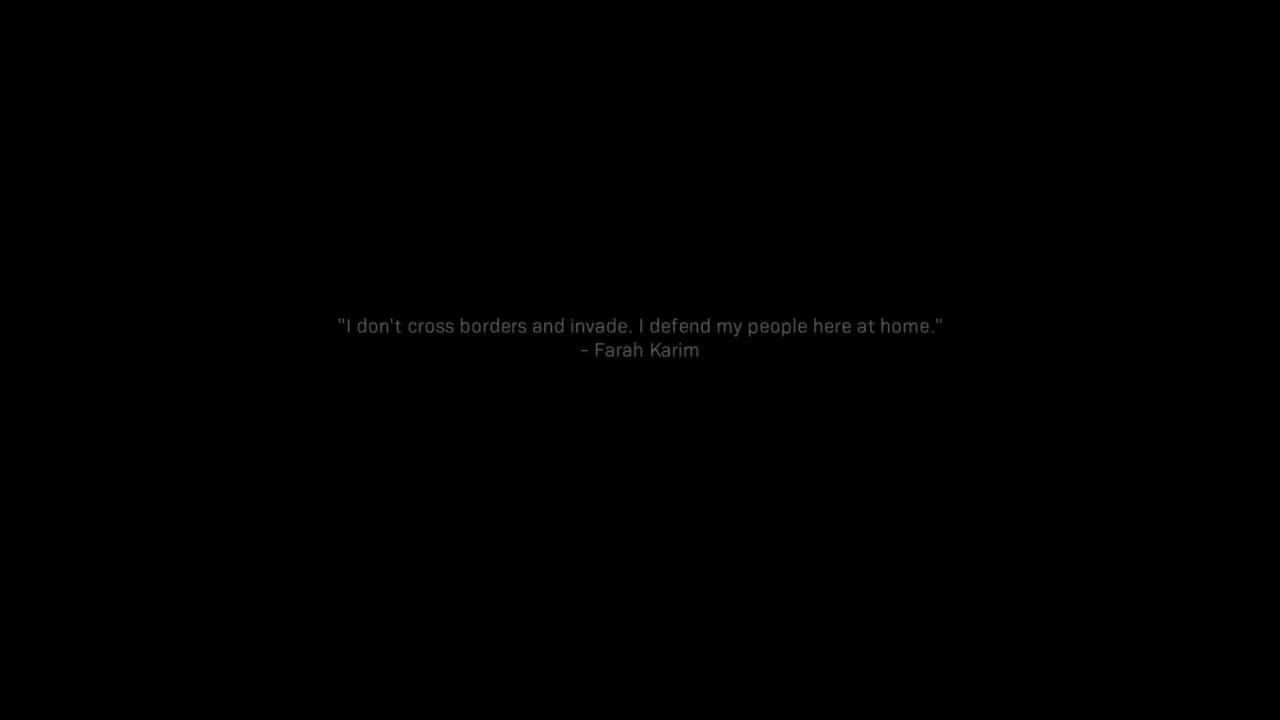 "I don't cross borders and invade. I defend my people here at home."
- Farah Karim